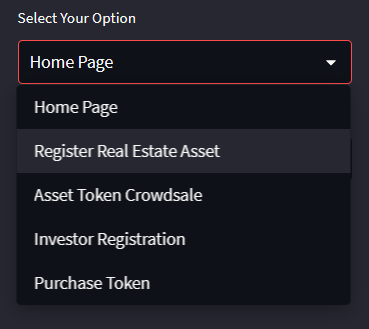 Select Your Option
Home Page
Home Page
Register Real Estate Asset
Asset Token Crowdsale
Investor Registration
Purchase Token